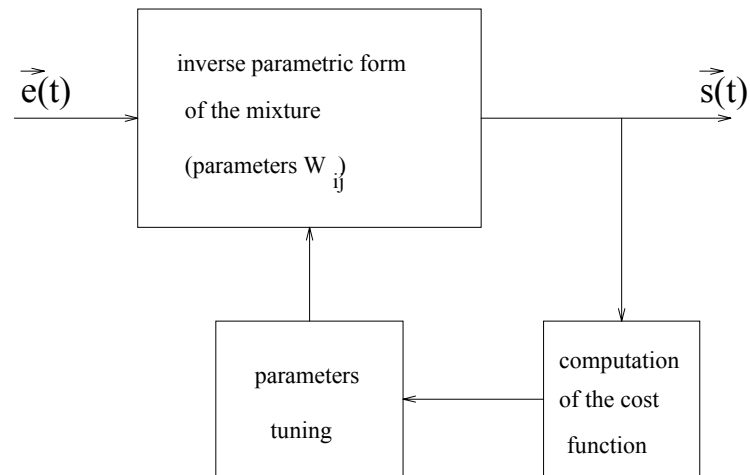 e(t)
inverse parametric form
of the mixture
(parameters W ij)
s(t)
parameters
tuning
computation
of the cost
function